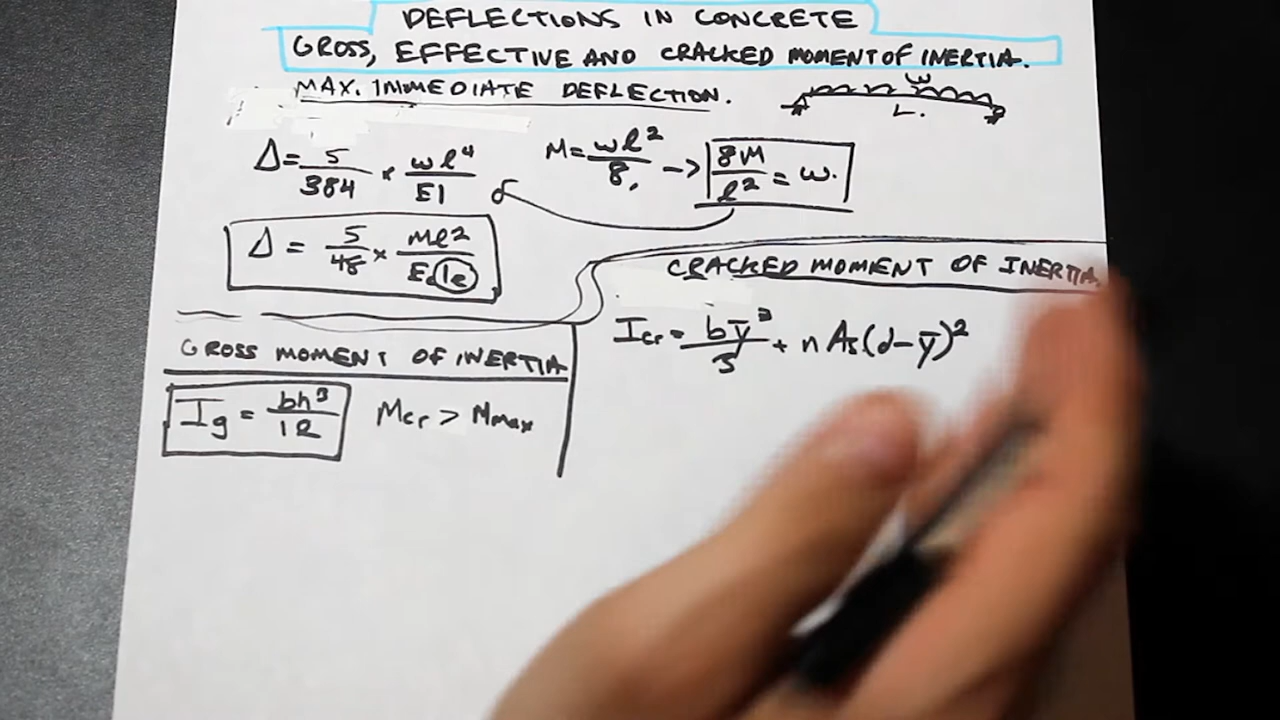 DEFLECTIONS IN CONCRETE
GROSS, EFFECTIVE AND CRACKED MOMENT OF INERTIA.
MAX. IMMEDIATE DEFLECTION.
w
L.
Δ = 5/384 × wl⁴/EI
M = wl²/8, → 8M/l² = w.
Δ = 5/48 × Ml²/EcIe
CRACKED MOMENT OF INERTIA.
Icr = bȳ³/3 + nAs(d-ȳ)²
GROSS MOMENT OF INERTIA
Ig = bh³/12
Mcr > Mmax